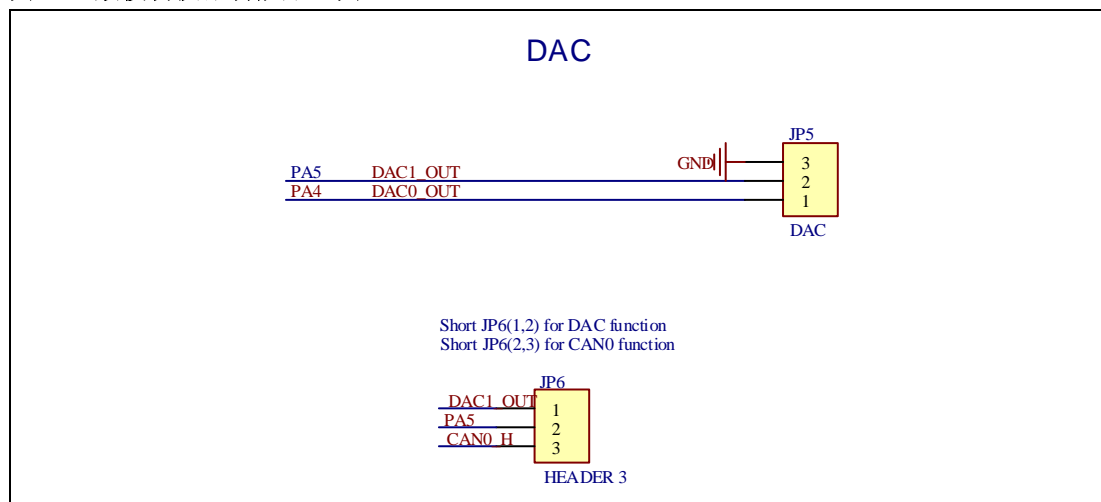 DAC
JP5
GND
3
PA5 DAC1_OUT
2
PA4 DAC0_OUT
1
DAC
Short JP6(1,2) for DAC function
Short JP6(2,3) for CAN0 function
JP6
DAC1_OUT 1
PA5 2
CAN0_H 3
HEADER 3